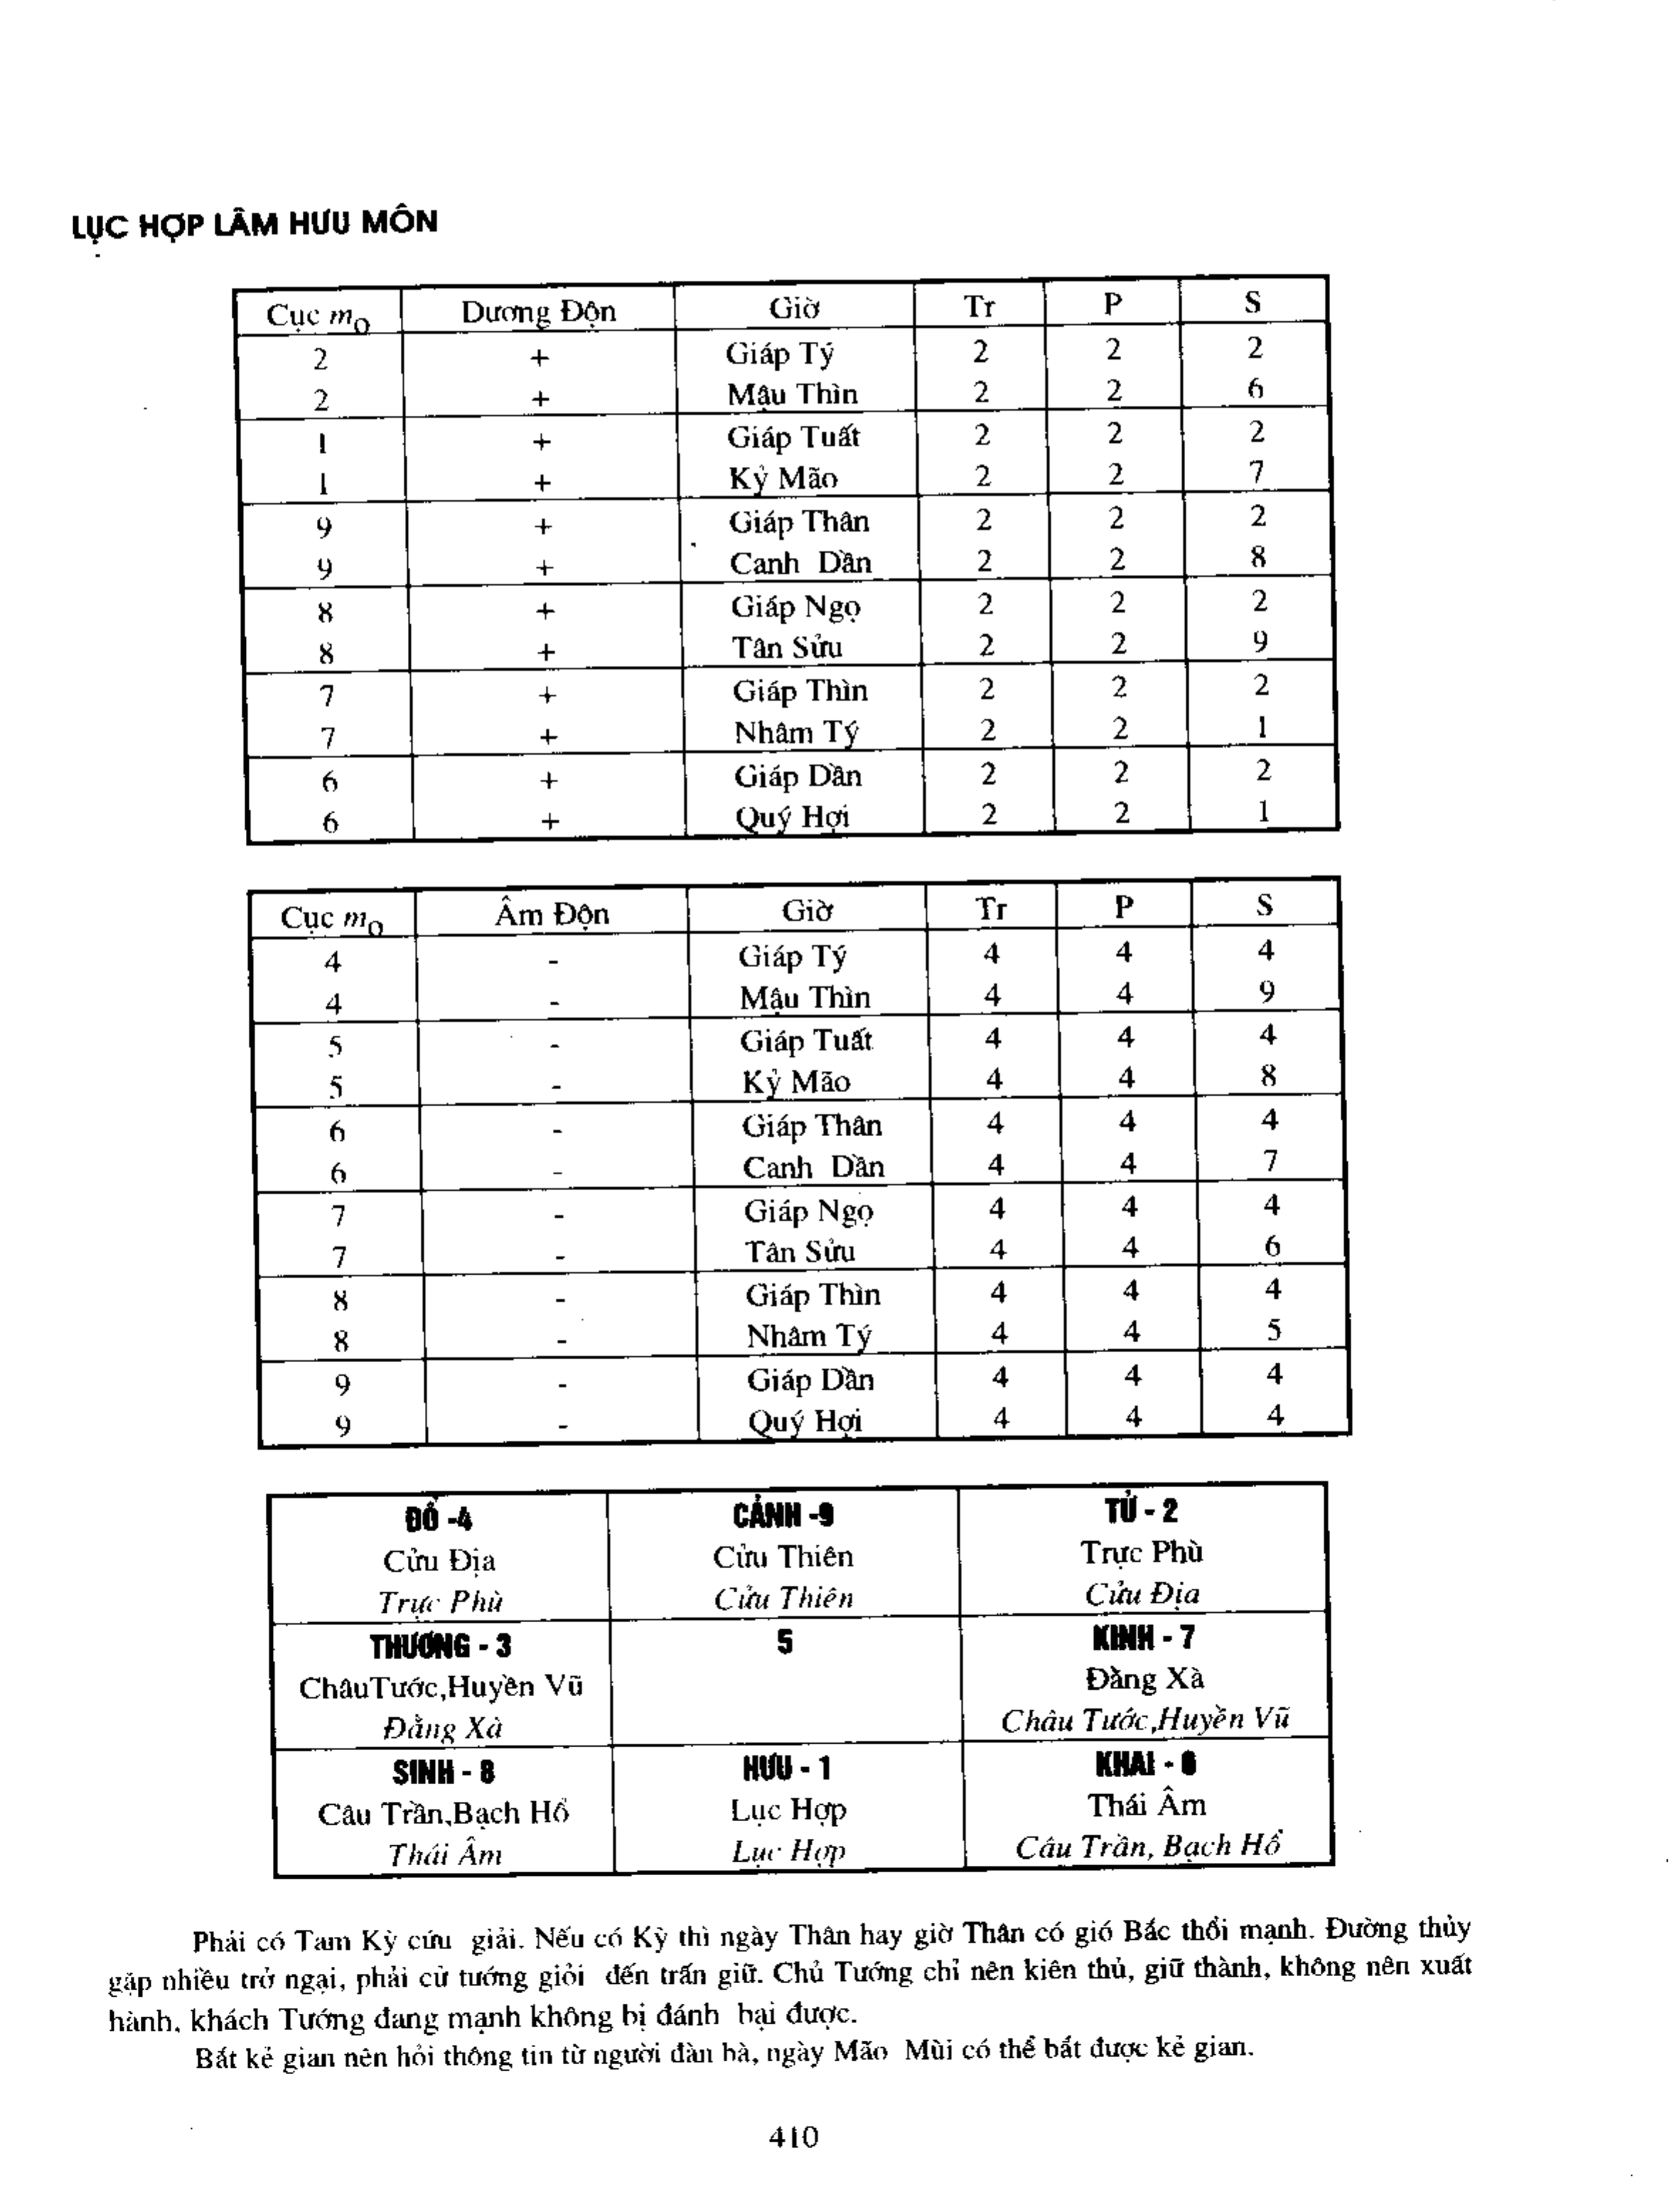 LỤC HỢP LÂM HƯU MÔN
Cục m₀ Dương Độn Giờ Tr P S
2 + Giáp Tý 2 2 2
2 + Mậu Thìn 2 2 6
1 + Giáp Tuất 2 2 2
1 + Kỷ Mão 2 2 7
9 + Giáp Thân 2 2 2
9 + Canh Dần 2 2 8
8 + Giáp Ngọ 2 2 2
8 + Tân Sửu 2 2 9
7 + Giáp Thìn 2 2 2
7 + Nhâm Tý 2 2 1
6 + Giáp Dần 2 2 2
6 + Quý Hợi 2 2 1
Cục m₀ Âm Độn Giờ Tr P S
4 - Giáp Tý 4 4 4
4 - Mậu Thìn 4 4 9
5 - Giáp Tuất 4 4 4
5 - Kỷ Mão 4 4 8
6 - Giáp Thân 4 4 4
6 - Canh Dần 4 4 7
7 - Giáp Ngọ 4 4 4
7 - Tân Sửu 4 4 6
8 - Giáp Thìn 4 4 4
8 - Nhâm Tý 4 4 5
9 - Giáp Dần 4 4 4
9 - Quý Hợi 4 4 4
ĐỖ -4 CẢNH -9 TỬ - 2
Cửu Địa Cửu Thiên Trực Phù
Trực Phù Cửu Thiên Cửu Địa
THƯƠNG - 3 5 KINH - 7
ChâuTước,Huyền Vũ Đằng Xà
Đằng Xà Châu Tước,Huyền Vũ
SINH - 8 HƯU - 1 KHAI - 6
Câu Trần,Bạch Hổ Lục Hợp Thái Âm
Thái Âm Lục Hợp Câu Trần, Bạch Hổ
Phải có Tam Kỳ cứu giải. Nếu có Kỳ thì ngày Thân hay giờ Thân có gió Bắc thổi mạnh. Đường thủy
gặp nhiều trở ngại, phải cử tướng giỏi đến trấn giữ. Chủ Tướng chỉ nên kiên thủ, giữ thành, không nên xuất
hành, khách Tướng đang mạnh không bị đánh bại được.
Bắt kẻ gian nên hỏi thông tin từ người đàn bà, ngày Mão Mùi có thể bắt được kẻ gian.
410